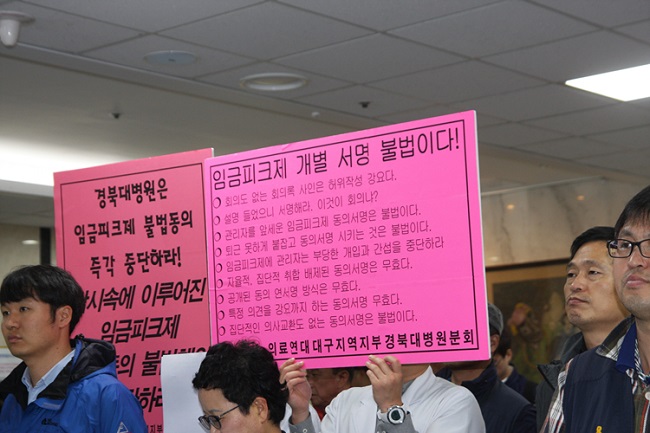 경북대병원은
임금피크제 불법동의
즉각 중단하라!
시속에 이루어진
임금피크제
임금피크제 개별 서명 불법이다!
회의도 없는 회의록 사인은 허위작성 강요다.
설명 들었으니 서명해라, 이것이 회의냐?
관리자를 앞세운 임금피크제 동의서명은 불법이다.
퇴근 못하게 붙잡고 동의서명 시키는 것은 불법이다.
임금피크제에 관리자는 부당한 개입과 간섭을 중단하라
자율적, 집단적 취합 배제된 동의서명은 무효다.
공개된 동의 연서명 방식은 무효다.
특정 의견을 강요까지 하는 동의서명 무효다.
집단적인 의사교환도 없는 동의서명은 불법이다.
의료연대 대구지역지부 경북대병원분회